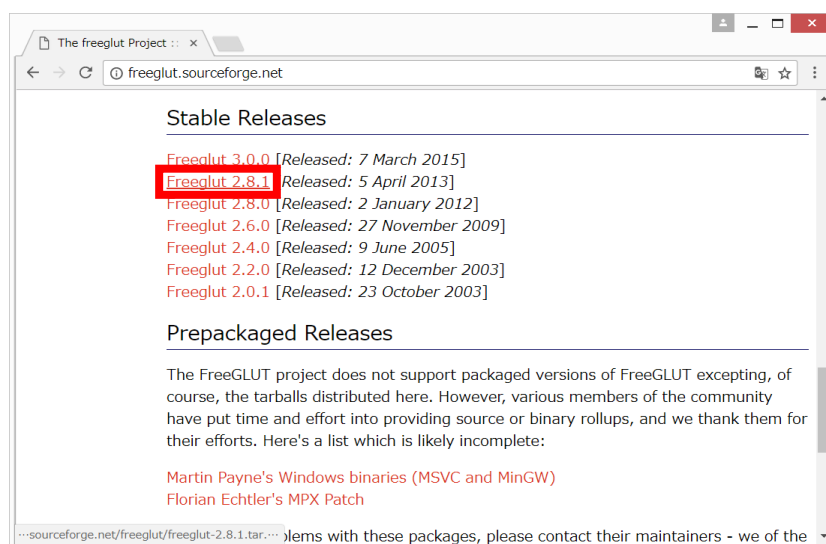 The freeglut Project ::
freeglut.sourceforge.net
Stable Releases
Freeglut 3.0.0 [Released: 7 March 2015]
Freeglut 2.8.1 Released: 5 April 2013]
Freeglut 2.8.0 [Released: 2 January 2012]
Freeglut 2.6.0 [Released: 27 November 2009]
Freeglut 2.4.0 [Released: 9 June 2005]
Freeglut 2.2.0 [Released: 12 December 2003]
Freeglut 2.0.1 [Released: 23 October 2003]
Prepackaged Releases
The FreeGLUT project does not support packaged versions of FreeGLUT excepting, of
course, the tarballs distributed here. However, various members of the community
have put time and effort into providing source or binary rollups, and we thank them for
their efforts. Here's a list which is likely incomplete:
Martin Payne's Windows binaries (MSVC and MinGW)
Florian Echtler's MPX Patch
···sourceforge.net/freeglut/freeglut-2.8.1.tar.··· blems with these packages, please contact their maintainers - we of the